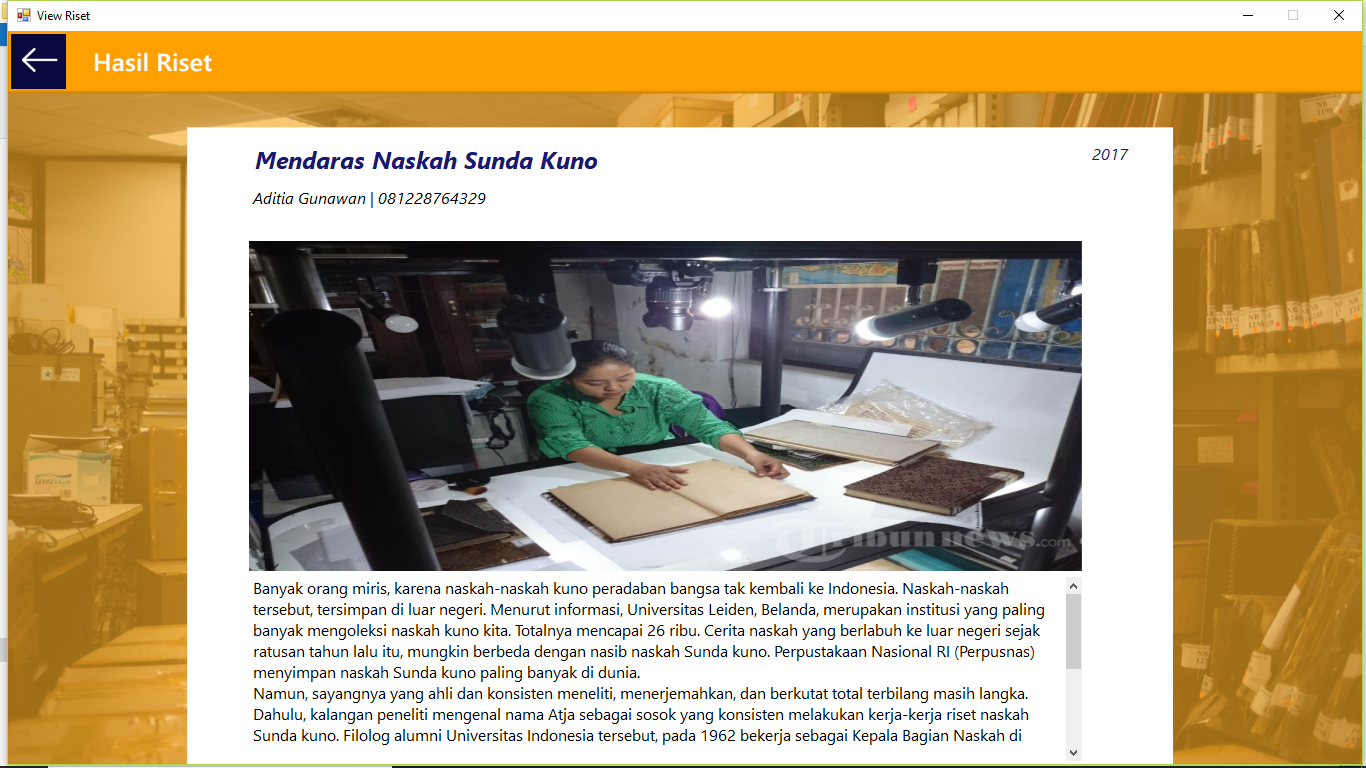 View Riset
Hasil Riset
Mendaras Naskah Sunda Kuno
2017
Aditia Gunawan | 081228764329
Tribunnews.com
Banyak orang miris, karena naskah-naskah kuno peradaban bangsa tak kembali ke Indonesia. Naskah-naskah
tersebut, tersimpan di luar negeri. Menurut informasi, Universitas Leiden, Belanda, merupakan institusi yang paling
banyak mengoleksi naskah kuno kita. Totalnya mencapai 26 ribu. Cerita naskah yang berlabuh ke luar negeri sejak
ratusan tahun lalu itu, mungkin berbeda dengan nasib naskah Sunda kuno. Perpustakaan Nasional RI (Perpusnas)
menyimpan naskah Sunda kuno paling banyak di dunia.
Namun, sayangnya yang ahli dan konsisten meneliti, menerjemahkan, dan berkutat total terbilang masih langka.
Dahulu, kalangan peneliti mengenal nama Atja sebagai sosok yang konsisten melakukan kerja-kerja riset naskah
Sunda kuno. Filolog alumni Universitas Indonesia tersebut, pada 1962 bekerja sebagai Kepala Bagian Naskah di